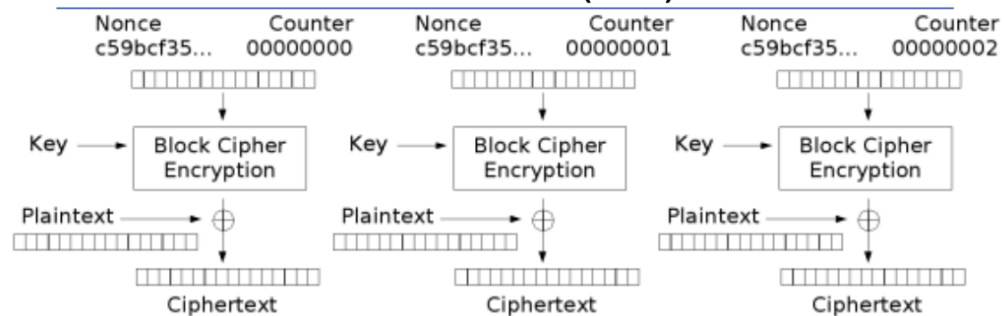 Nonce Counter Nonce Counter Nonce Counter
c59bcf35... 00000000 c59bcf35... 00000001 c59bcf35... 00000002
Key Block Cipher Encryption Key Block Cipher Encryption Key Block Cipher Encryption
Plaintext Plaintext Plaintext
Ciphertext Ciphertext Ciphertext